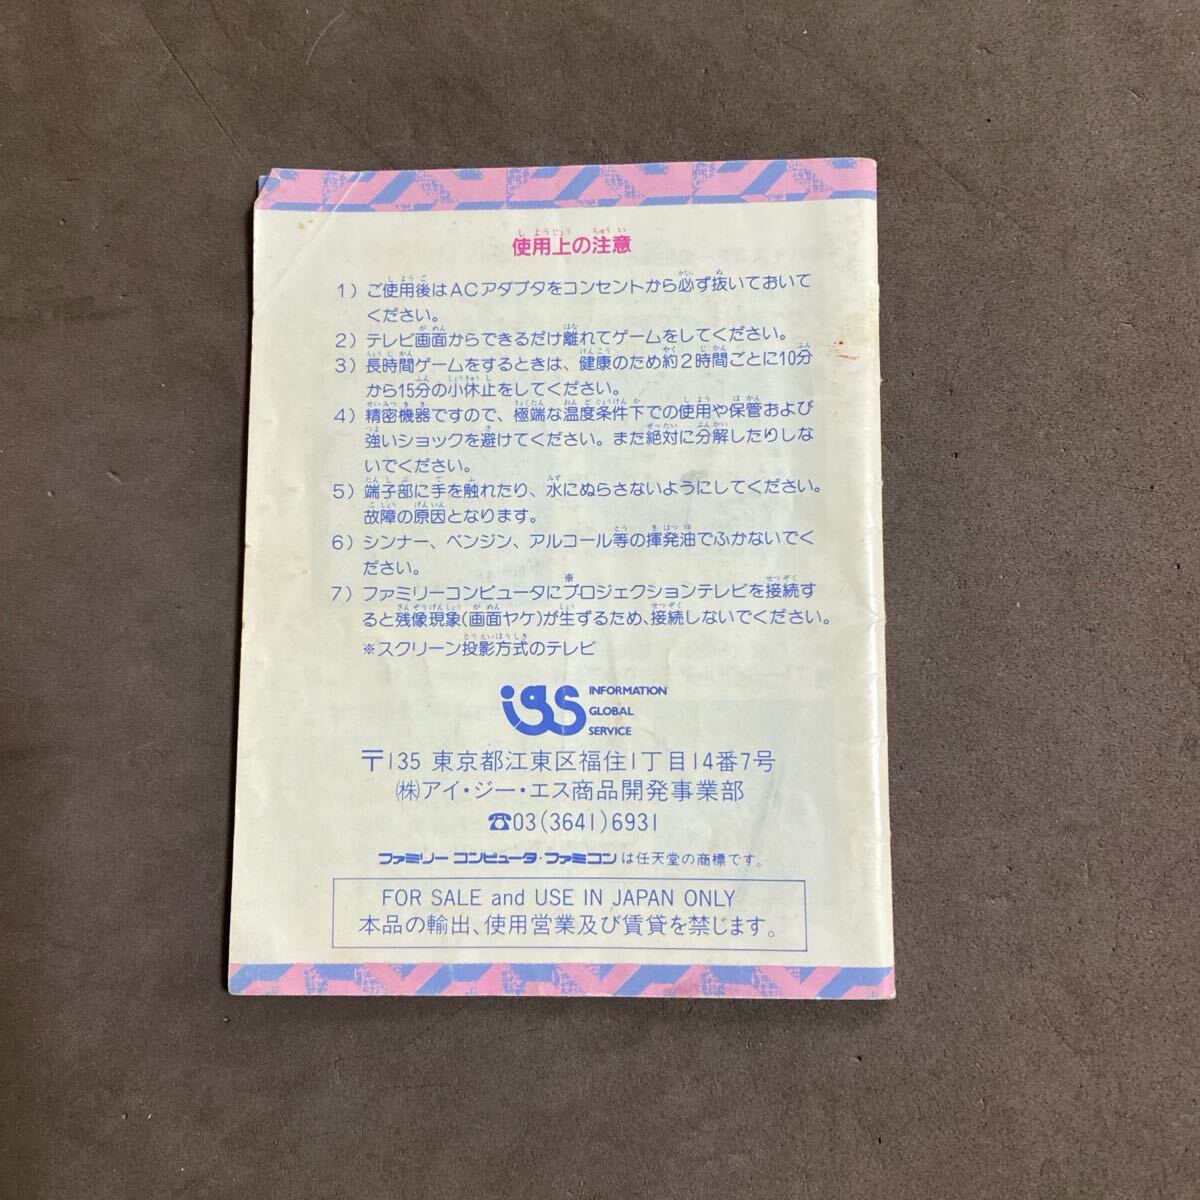 使用上の注意
1）ご使用後はACアダプタをコンセントから必ず抜いておいて
ください。
2）テレビ画面からできるだけ離れてゲームをしてください。
3）長時間ゲームをするときは、健康のため約2時間ごとに10分
から15分の小休止をしてください。
4）精密機器ですので、極端な温度条件下での使用や保管および
強いショックを避けてください。また絶対に分解したりしな
いでください。
5）端子部に手を触れたり、水にぬらさないようにしてください。
故障の原因となります。
6）シンナー、ベンジン、アルコール等の揮発油でふかないでく
ださい。
7）ファミリーコンピュータに※プロジェクションテレビを接続す
ると残像現象(画面ヤケ)が生ずるため、接続しないでください。
※スクリーン投影方式のテレビ
igs INFORMATION
GLOBAL
SERVICE
〒135 東京都江東区福住1丁目14番7号
㈱アイ・ジー・エス商品開発事業部
☎03(3641)6931
ファミリーコンピュータ・ファミコンは任天堂の商標です。
FOR SALE and USE IN JAPAN ONLY
本品の輸出、使用営業及び賃貸を禁じます。